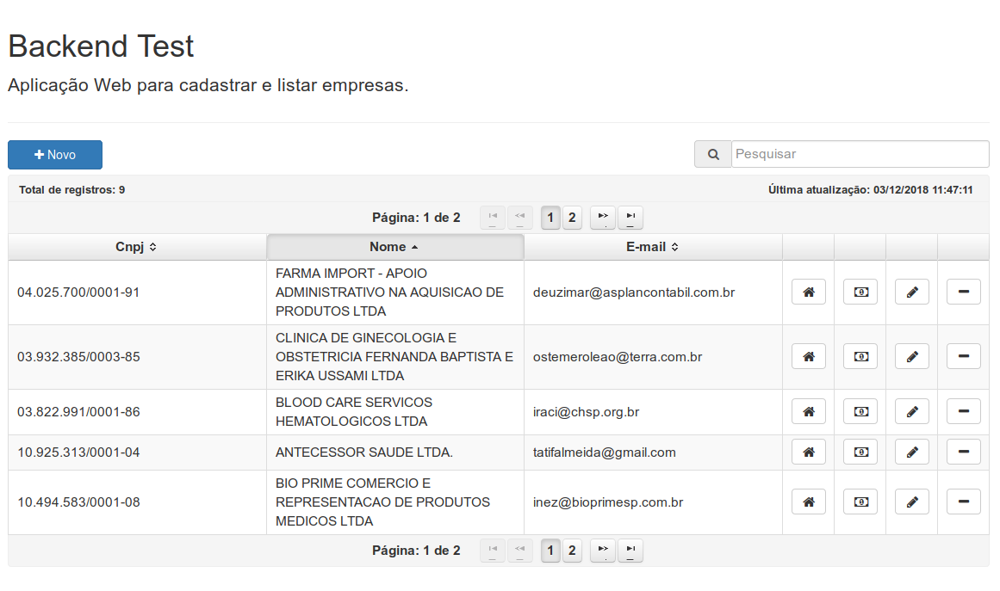 Backend Test
Aplicação Web para cadastrar e listar empresas.
Novo
Pesquisar
Total de registros: 9
Última atualização: 03/12/2018 11:47:11
Página: 1 de 2 1 2
Cnpj Nome E-mail
FARMA IMPORT - APOIO
04.025.700/0001-91 ADMINISTRATIVO NA AQUISICAO DE deuzimar@asplancontabil.com.br
PRODUTOS LTDA
CLINICA DE GINECOLOGIA E
03.932.385/0003-85 OBSTETRICIA FERNANDA BAPTISTA E ostemeroleao@terra.com.br
ERIKA USSAMI LTDA
BLOOD CARE SERVICOS
03.822.991/0001-86 iraci@chsp.org.br
HEMATOLOGICOS LTDA
10.925.313/0001-04 ANTECESSOR SAUDE LTDA. tatifalmeida@gmail.com
BIO PRIME COMERCIO E
10.494.583/0001-08 REPRESENTACAO DE PRODUTOS inez@bioprimesp.com.br
MEDICOS LTDA
Página: 1 de 2 1 2